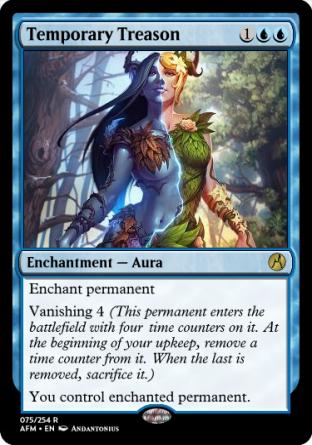 Temporary Treason 1
Enchantment — Aura
Enchant permanent
Vanishing 4 (This permanent enters the
battlefield with four time counters on it. At
the beginning of your upkeep, remove a
time counter from it. When the last is
removed, sacrifice it.)
You control enchanted permanent.
075/254 R
AFM • EN Andantonius